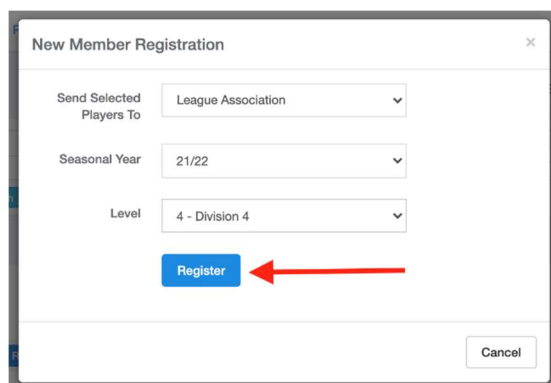 New Member Registration
×
Send Selected
Players To
League Association
Seasonal Year
21/22
Level
4 - Division 4
Register
Cancel